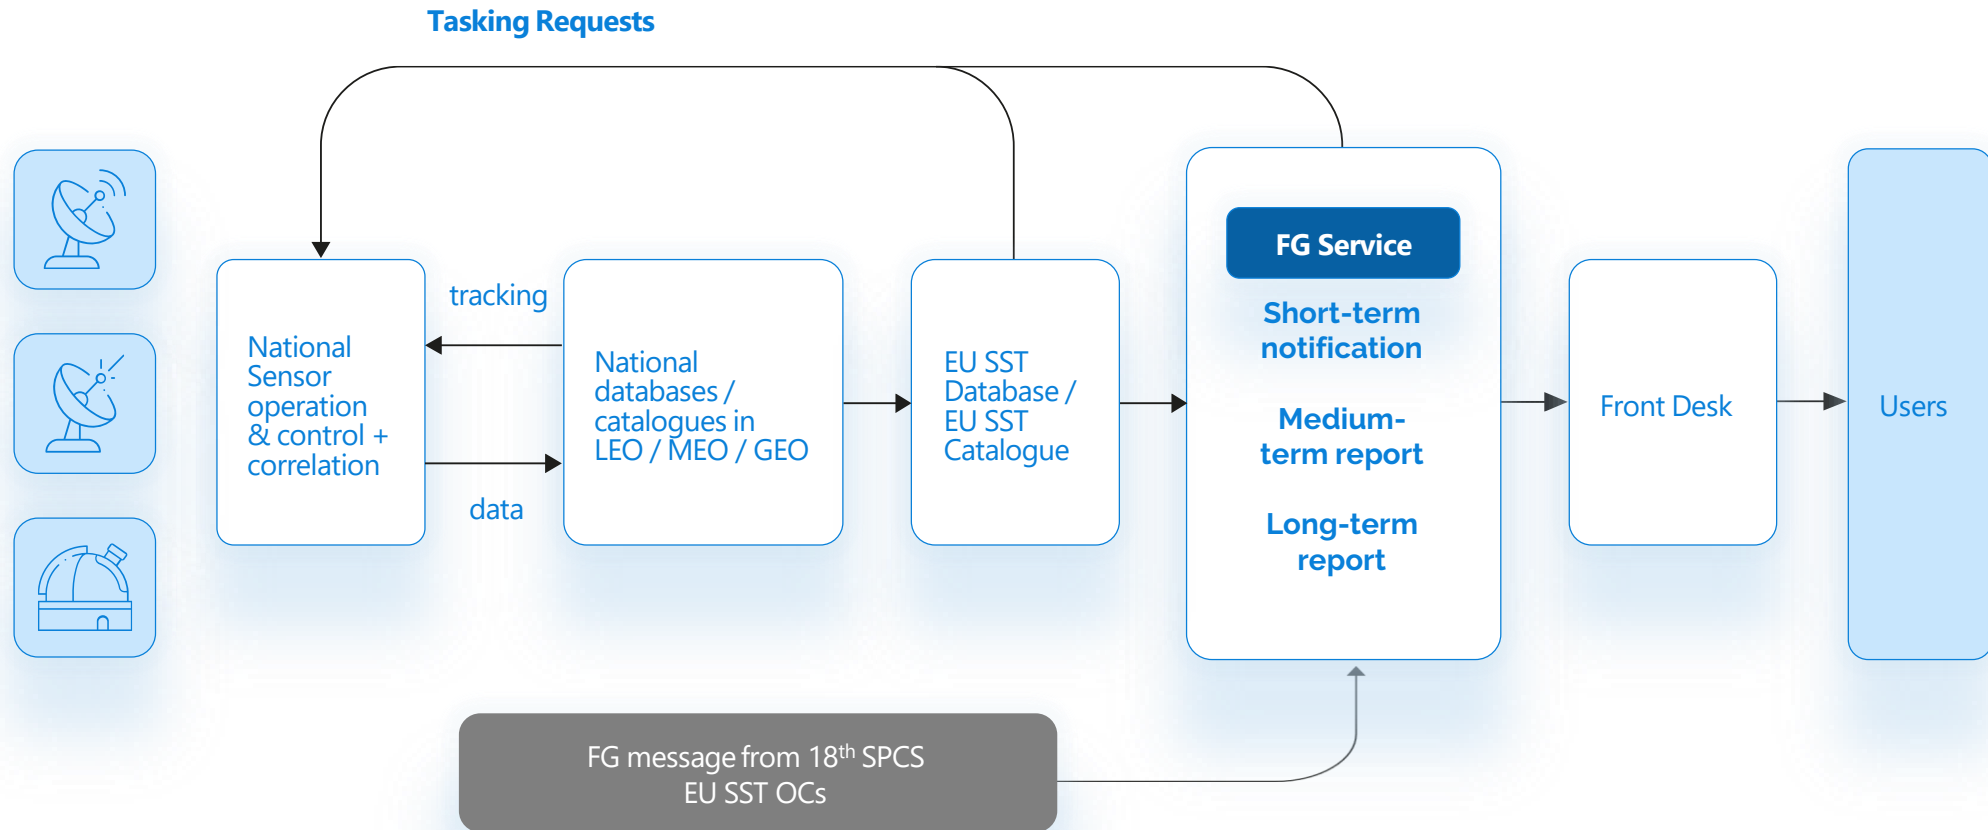 Tasking Requests
National
Sensor
operation
& control +
correlation
tracking
data
National
databases /
catalogues in
LEO / MEO / GEO
EU SST
Database /
EU SST
Catalogue
FG Service
Short-term
notification
Medium-
term report
Long-term
report
Front Desk
Users
FG message from 18th SPCS
EU SST OCs